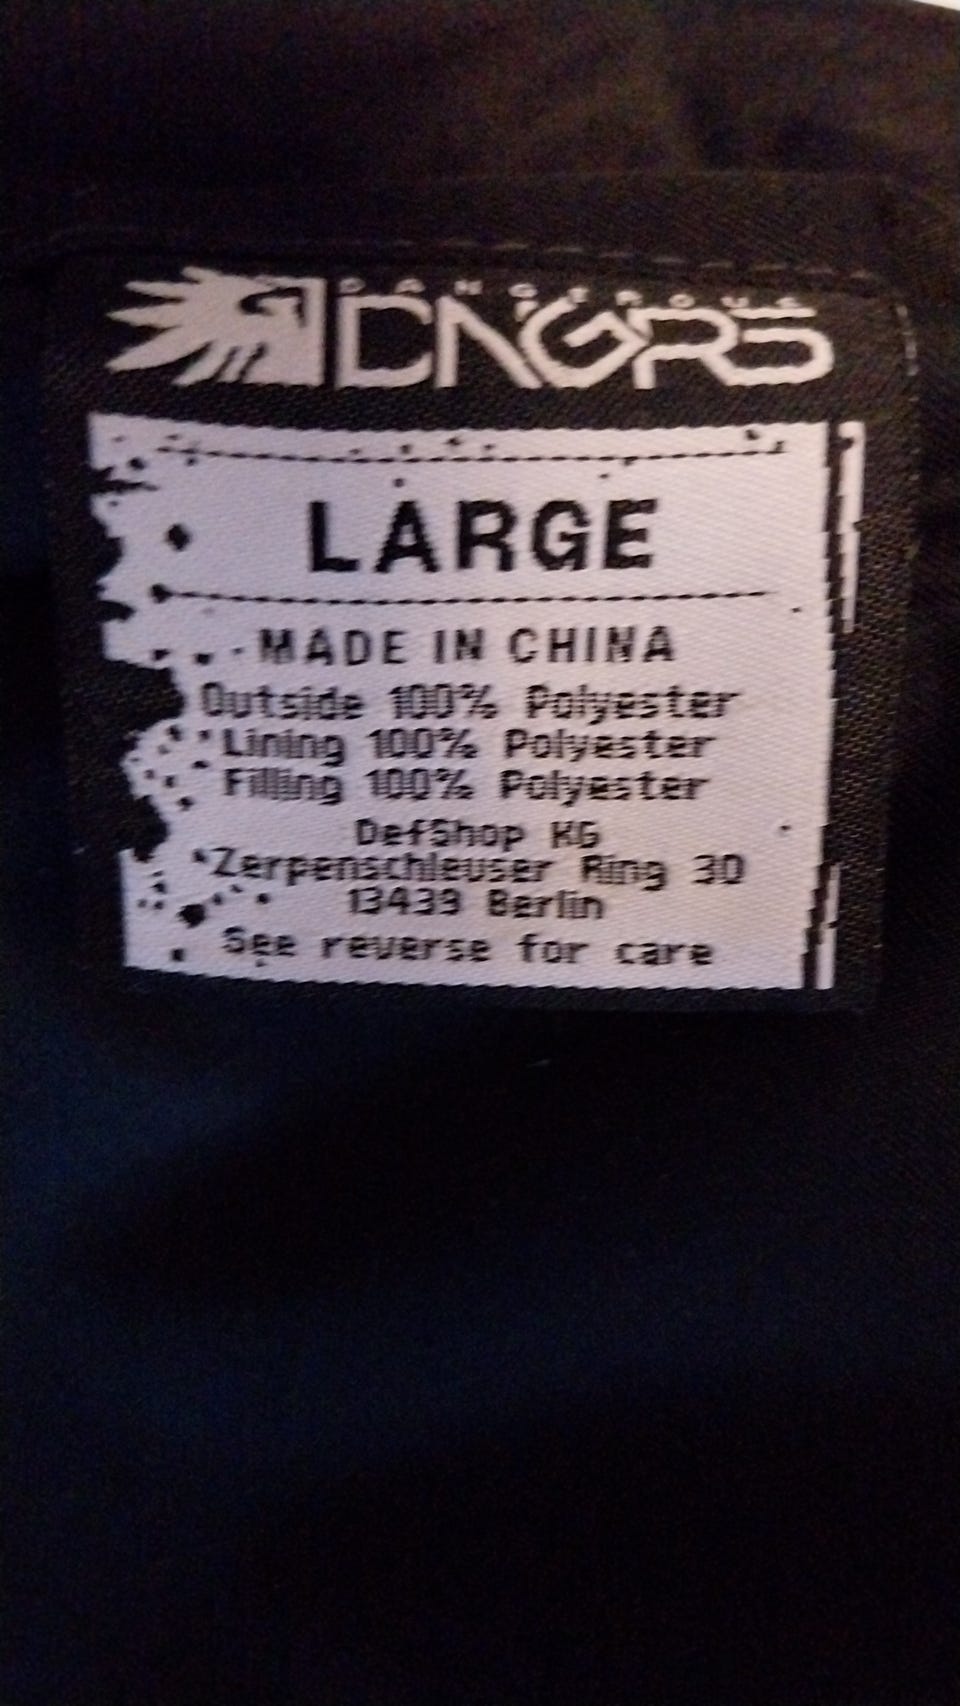 DANGEROUS
DNGRS
LARGE
MADE IN CHINA
Outside 100% Polyester
Lining 100% Polyester
Filling 100% Polyester
DefShop KG
Zerpenschleuser Ring 30
13439 Berlin
See reverse for care